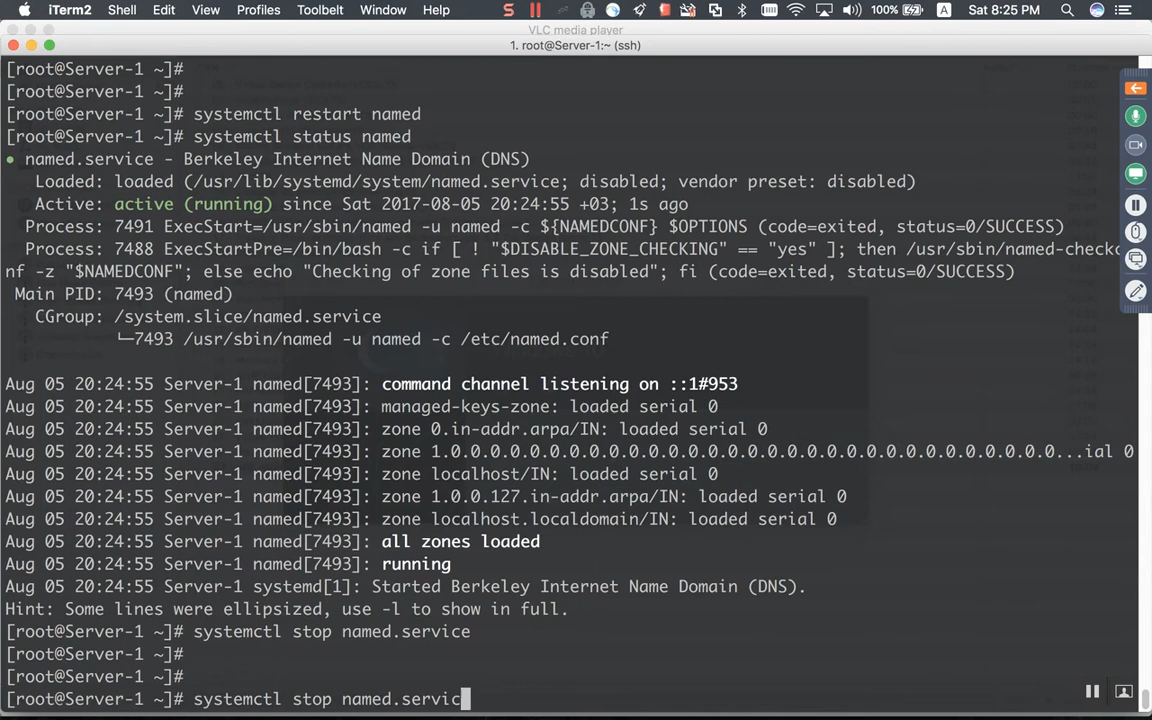 iTerm2 Shell Edit View Profiles Toolbelt Window Help 100% A Sat 8:25 PM
VLC media player
1. root@Server-1:~ (ssh)
[root@Server-1 ~]#
[root@Server-1 ~]#
[root@Server-1 ~]# systemctl restart named
[root@Server-1 ~]# systemctl status named
● named.service - Berkeley Internet Name Domain (DNS)
Loaded: loaded (/usr/lib/systemd/system/named.service; disabled; vendor preset: disabled)
Active: active (running) since Sat 2017-08-05 20:24:55 +03; 1s ago
Process: 7491 ExecStart=/usr/sbin/named -u named -c ${NAMEDCONF} $OPTIONS (code=exited, status=0/SUCCESS)
Process: 7488 ExecStartPre=/bin/bash -c if [ ! "$DISABLE_ZONE_CHECKING" == "yes" ]; then /usr/sbin/named-checkco
nf -z "$NAMEDCONF"; else echo "Checking of zone files is disabled"; fi (code=exited, status=0/SUCCESS)
Main PID: 7493 (named)
CGroup: /system.slice/named.service
└─7493 /usr/sbin/named -u named -c /etc/named.conf
Aug 05 20:24:55 Server-1 named[7493]: command channel listening on ::1#953
Aug 05 20:24:55 Server-1 named[7493]: managed-keys-zone: loaded serial 0
Aug 05 20:24:55 Server-1 named[7493]: zone 0.in-addr.arpa/IN: loaded serial 0
Aug 05 20:24:55 Server-1 named[7493]: zone 1.0.0.0.0.0.0.0.0.0.0.0.0.0.0.0.0.0.0.0.0.0.0.0.0.0.0.0.0.0.0.0...ial 0
Aug 05 20:24:55 Server-1 named[7493]: zone localhost/IN: loaded serial 0
Aug 05 20:24:55 Server-1 named[7493]: zone 1.0.0.127.in-addr.arpa/IN: loaded serial 0
Aug 05 20:24:55 Server-1 named[7493]: zone localhost.localdomain/IN: loaded serial 0
Aug 05 20:24:55 Server-1 named[7493]: all zones loaded
Aug 05 20:24:55 Server-1 named[7493]: running
Aug 05 20:24:55 Server-1 systemd[1]: Started Berkeley Internet Name Domain (DNS).
Hint: Some lines were ellipsized, use -l to show in full.
[root@Server-1 ~]# systemctl stop named.service
[root@Server-1 ~]#
[root@Server-1 ~]#
[root@Server-1 ~]# systemctl stop named.servic